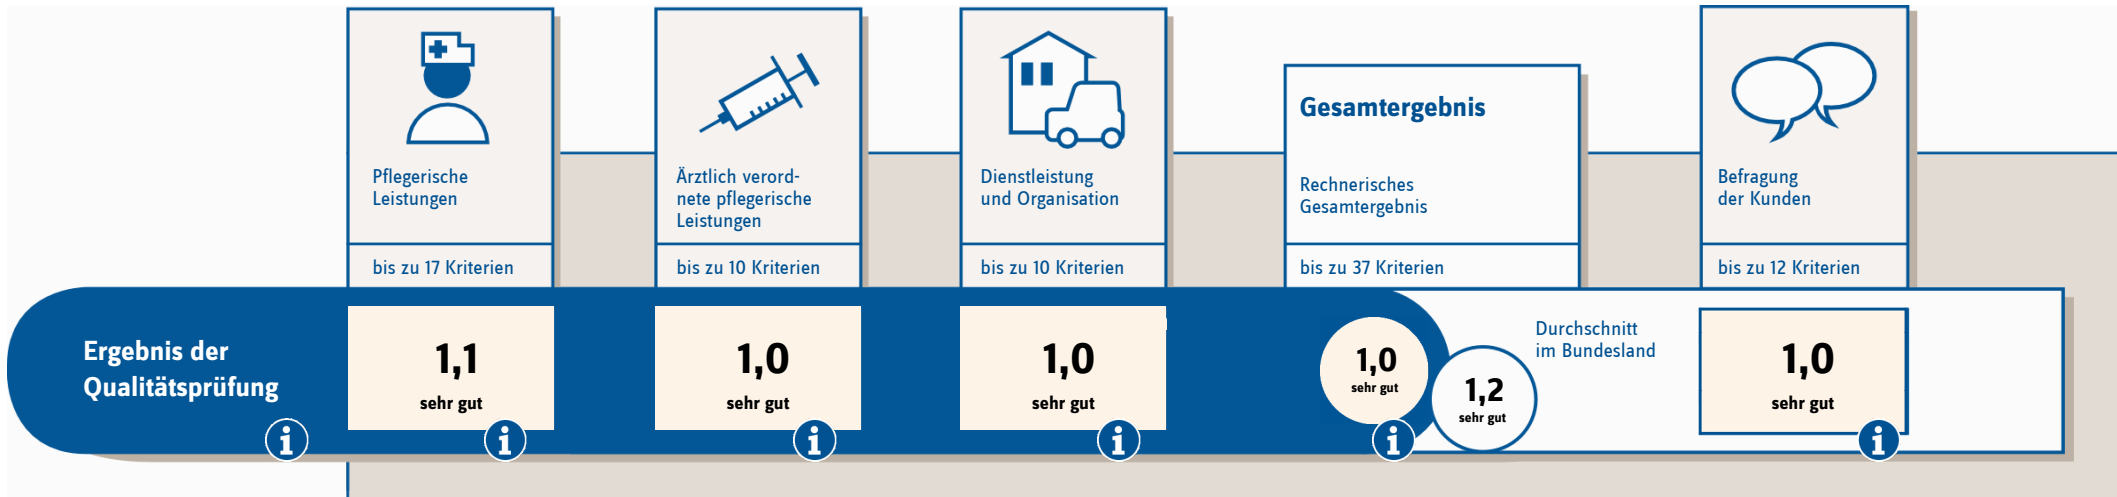 Pflegerische
Leistungen
bis zu 17 Kriterien
Ärztlich verord-
nete pflegerische
Leistungen
bis zu 10 Kriterien
Dienstleistung
und Organisation
bis zu 10 Kriterien
Gesamtergebnis
Rechnerisches
Gesamtergebnis
bis zu 37 Kriterien
Befragung
der Kunden
bis zu 12 Kriterien
Ergebnis der
Qualitätsprüfung
i
1,1
sehr gut
i
1,0
sehr gut
i
1,0
sehr gut
i
1,0
sehr gut
i
1,2
sehr gut
Durchschnitt
im Bundesland
1,0
sehr gut
i